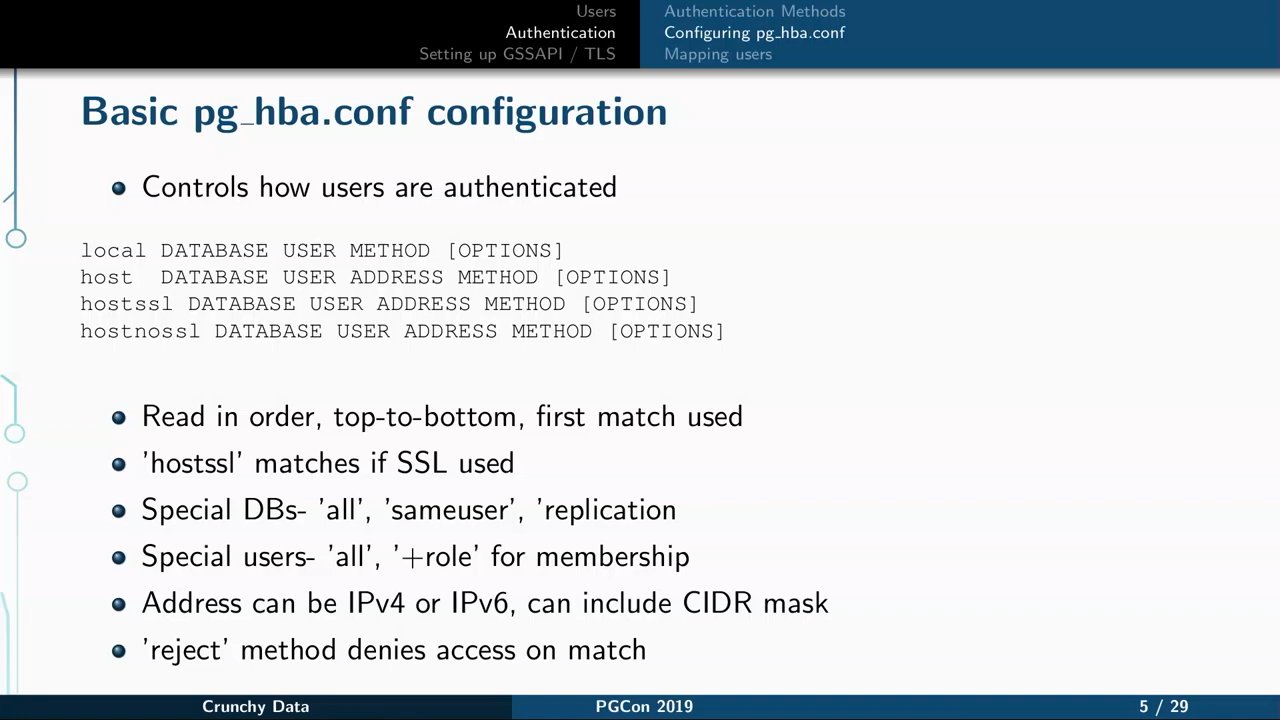 Users
Authentication
Setting up GSSAPI / TLS
Authentication Methods
Configuring pg_hba.conf
Mapping users
Basic pg_hba.conf configuration
Controls how users are authenticated
local DATABASE USER METHOD [OPTIONS]
host  DATABASE USER ADDRESS METHOD [OPTIONS]
hostssl DATABASE USER ADDRESS METHOD [OPTIONS]
hostnossl DATABASE USER ADDRESS METHOD [OPTIONS]
Read in order, top-to-bottom, first match used
’hostssl’ matches if SSL used
Special DBs- ’all’, ’sameuser’, ’replication
Special users- ’all’, ’+role’ for membership
Address can be IPv4 or IPv6, can include CIDR mask
’reject’ method denies access on match
Crunchy Data
PGCon 2019
5 / 29